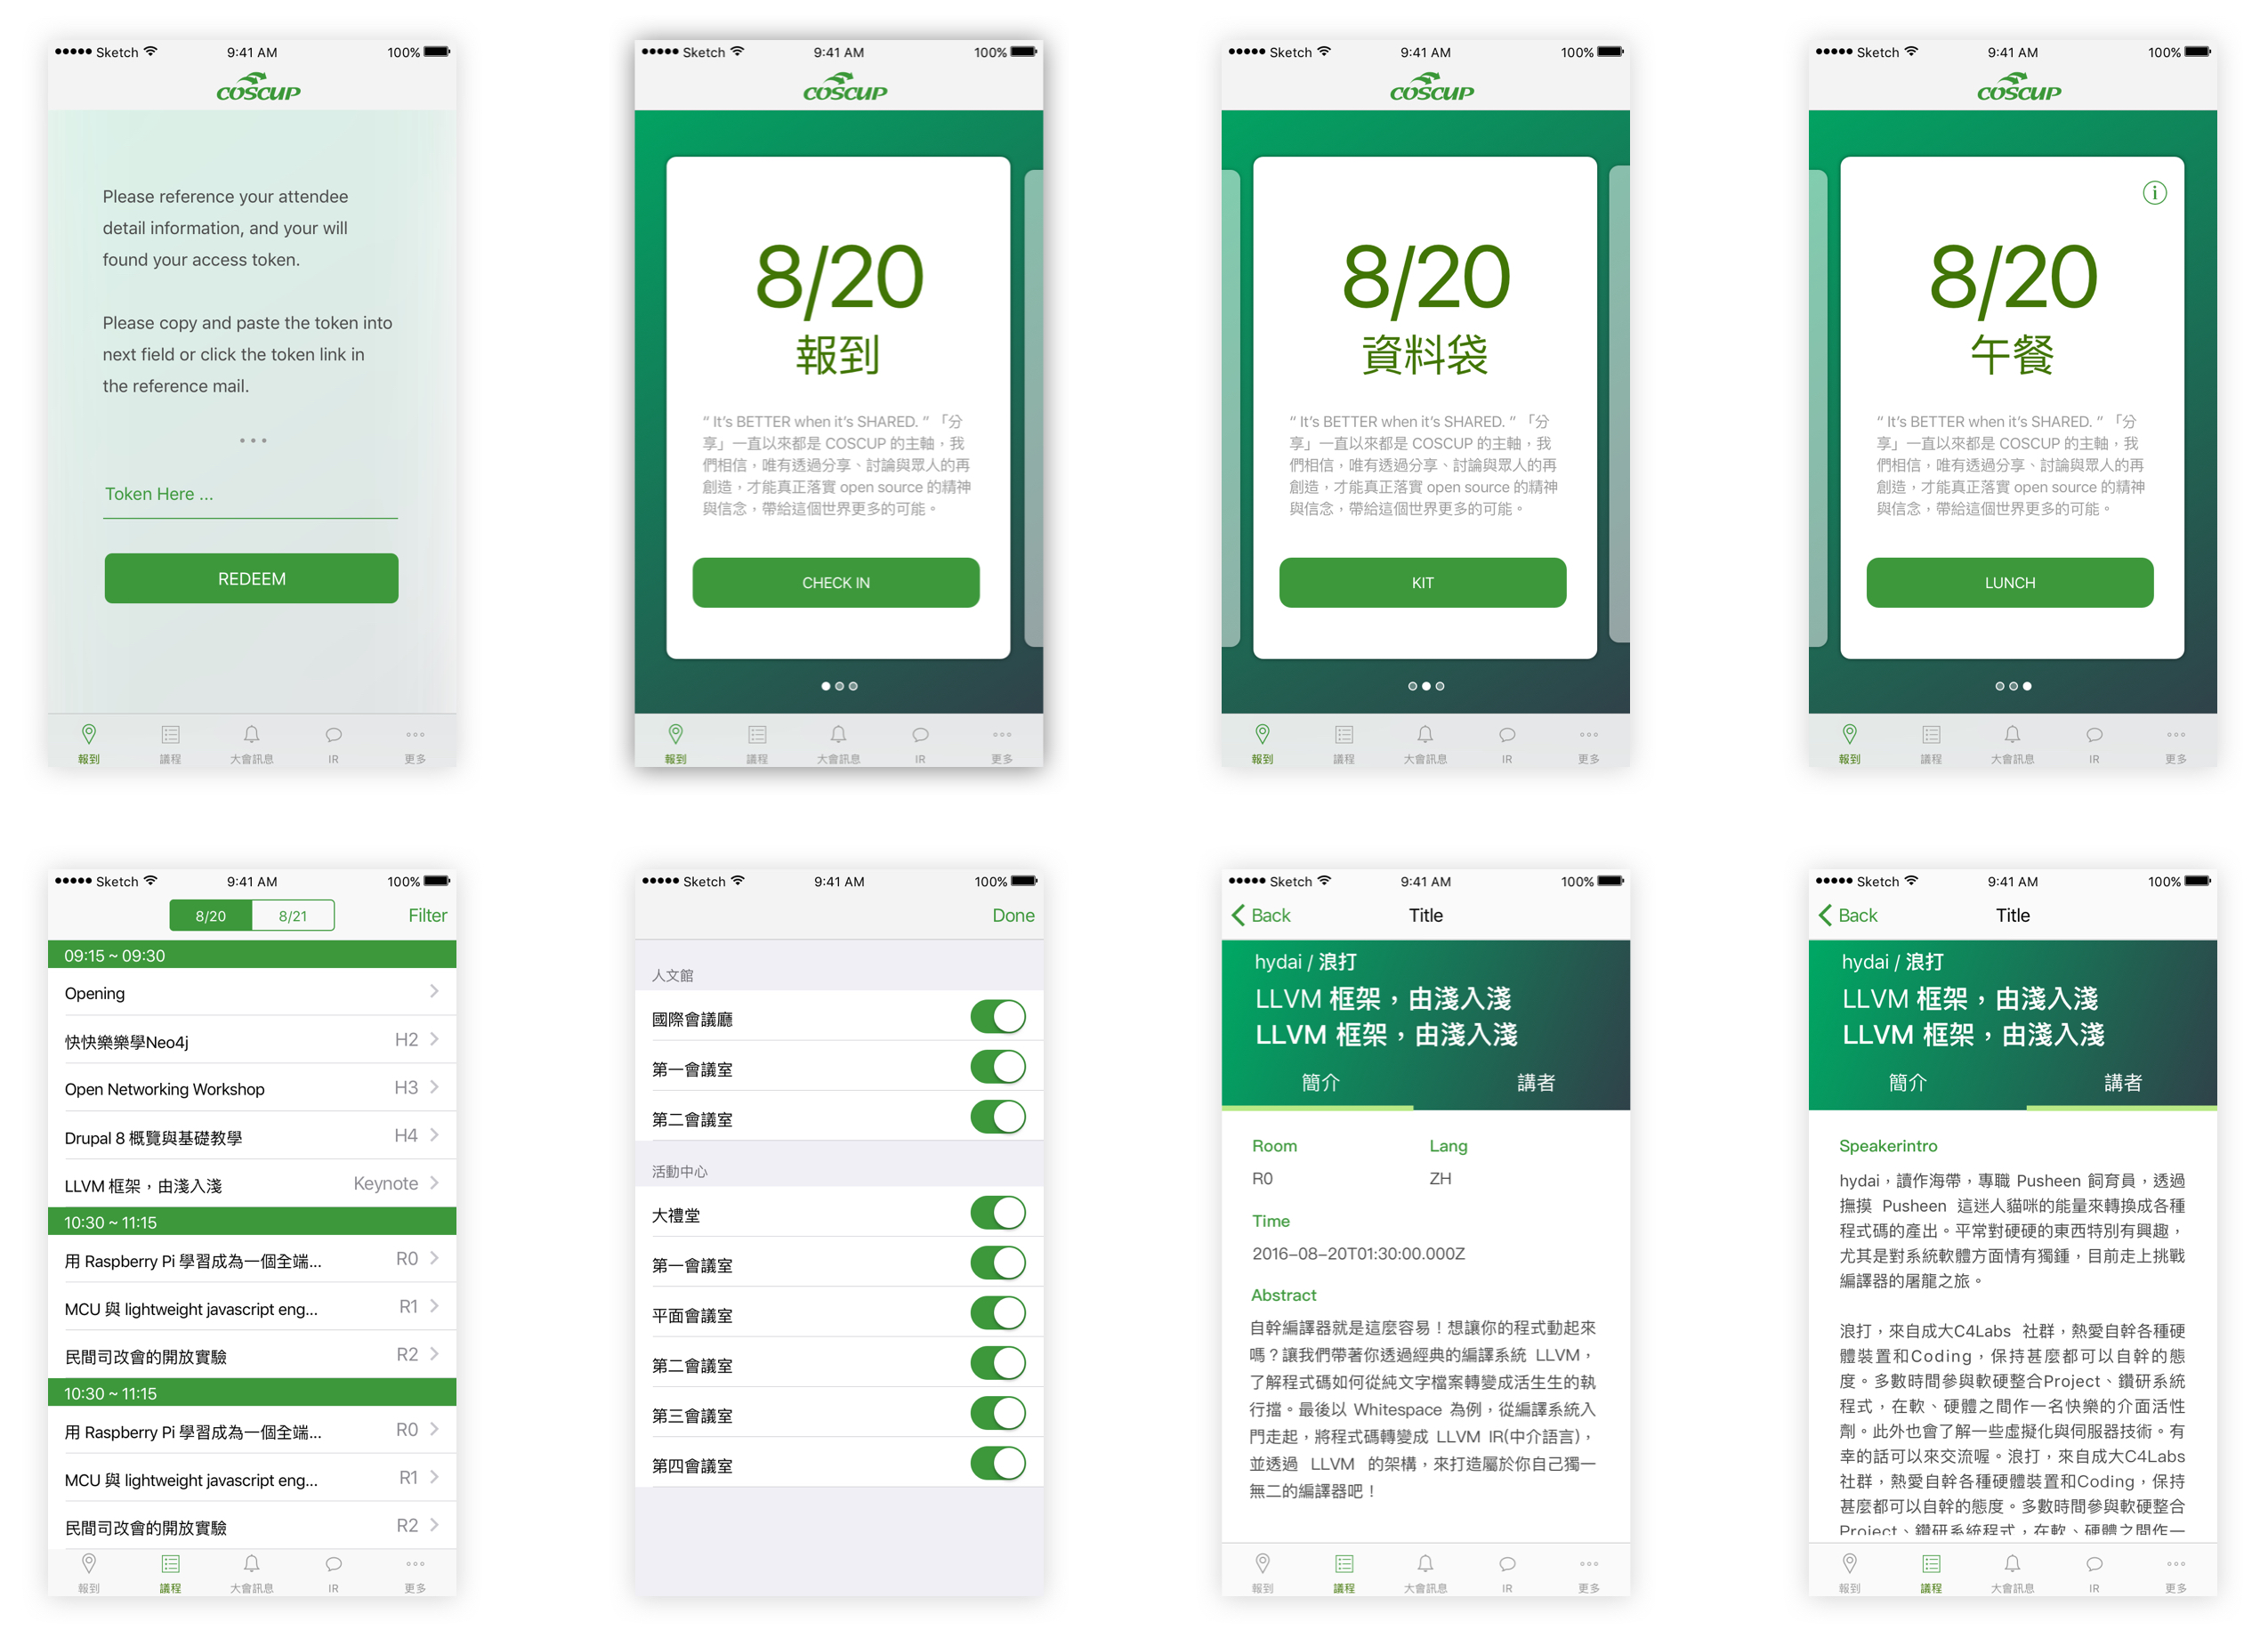 Sketch 9:41 AM 100%
COSCUP
Please reference your attendee
detail information, and your will
found your access token.
Please copy and paste the token into
next field or click the token link in
the reference mail.
Token Here ...
REDEEM
報到 議程 大會訊息 IR 更多
Sketch 9:41 AM 100%
COSCUP
8/20
報到
“ It’s BETTER when it’s SHARED. “ 「分
享」一直以來都是 COSCUP 的主軸，我
們相信，唯有透過分享、討論與眾人的再
創造，才能真正落實 open source 的精神
與信念，帶給這個世界更多的可能。
CHECK IN
報到 議程 大會訊息 IR 更多
Sketch 9:41 AM 100%
COSCUP
8/20
資料袋
“ It’s BETTER when it’s SHARED. “ 「分
享」一直以來都是 COSCUP 的主軸，我
們相信，唯有透過分享、討論與眾人的再
創造，才能真正落實 open source 的精神
與信念，帶給這個世界更多的可能。
KIT
報到 議程 大會訊息 IR 更多
Sketch 9:41 AM 100%
COSCUP
i
8/20
午餐
“ It’s BETTER when it’s SHARED. “ 「分
享」一直以來都是 COSCUP 的主軸，我
們相信，唯有透過分享、討論與眾人的再
創造，才能真正落實 open source 的精神
與信念，帶給這個世界更多的可能。
LUNCH
報到 議程 大會訊息 IR 更多
Sketch 9:41 AM 100%
8/20 8/21 Filter
09:15 ~ 09:30
Opening
快快樂樂學Neo4j H2
Open Networking Workshop H3
Drupal 8 概覽與基礎教學 H4
LLVM 框架，由淺入淺 Keynote
10:30 ~ 11:15
用 Raspberry Pi 學習成為一個全端... R0
MCU 與 lightweight javascript eng... R1
民間司改會的開放實驗 R2
10:30 ~ 11:15
用 Raspberry Pi 學習成為一個全端... R0
MCU 與 lightweight javascript eng... R1
民間司改會的開放實驗 R2
報到 議程 大會訊息 IR 更多
Sketch 9:41 AM 100%
Done
人文館
國際會議廳
第一會議室
第二會議室
活動中心
大禮堂
第一會議室
平面會議室
第二會議室
第三會議室
第四會議室
Sketch 9:41 AM 100%
Back Title
hydai / 浪打
LLVM 框架，由淺入淺
LLVM 框架，由淺入淺
簡介 講者
Room Lang
R0 ZH
Time
2016-08-20T01:30:00.000Z
Abstract
自幹編譯器就是這麼容易！想讓你的程式動起來
嗎？讓我們帶著你透過經典的編譯系統 LLVM，
了解程式碼如何從純文字檔案轉變成活生生的執
行擋。最後以 Whitespace 為例，從編譯系統入
門走起，將程式碼轉變成 LLVM IR(中介語言)，
並透過 LLVM 的架構，來打造屬於你自己獨一
無二的編譯器吧！
報到 議程 大會訊息 IR 更多
Sketch 9:41 AM 100%
Back Title
hydai / 浪打
LLVM 框架，由淺入淺
LLVM 框架，由淺入淺
簡介 講者
Speakerintro
hydai，讀作海帶，專職 Pusheen 飼育員，透過
撫摸 Pusheen 這迷人貓咪的能量來轉換成各種
程式碼的產出。平常對硬硬的東西特別有興趣，
尤其是對系統軟體方面情有獨鍾，目前走上挑戰
編譯器的屠龍之旅。
浪打，來自成大C4Labs 社群，熱愛自幹各種硬
體裝置和Coding，保持甚麼都可以自幹的態
度。多數時間參與軟硬整合Project、鑽研系統
程式，在軟、硬體之間作一名快樂的介面活性
劑。此外也會了解一些虛擬化與伺服器技術。有
幸的話可以來交流喔。浪打，來自成大C4Labs
社群，熱愛自幹各種硬體裝置和Coding，保持
甚麼都可以自幹的態度。多數時間參與軟硬整合
Project、鑽研系統程式，在軟、硬體之間作一
報到 議程 大會訊息 IR 更多